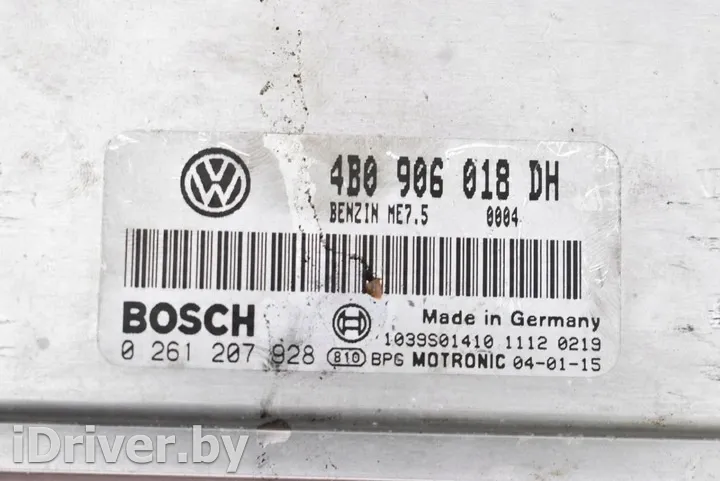 4B0 906 018 DH
BENZIN ME7.5 0004
BOSCH
Made in Germany
1039S01410 1112 0219
0 261 207 928 810 BPG MOTRONIC 04-01-15
iDriver.by